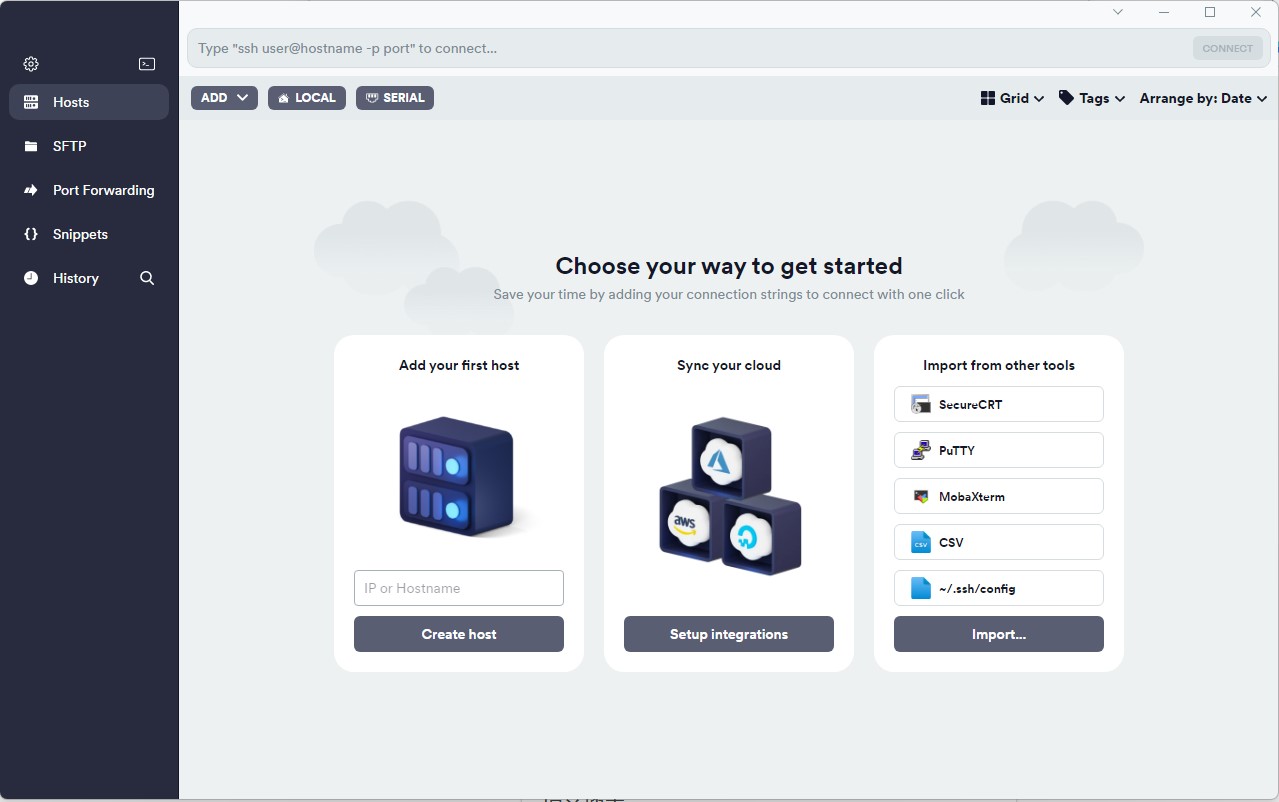 Type "ssh user@hostname -p port" to connect...
CONNECT
Hosts
SFTP
Port Forwarding
Snippets
History
ADD
LOCAL
SERIAL
Grid
Tags
Arrange by: Date
Choose your way to get started
Save your time by adding your connection strings to connect with one click
Add your first host
IP or Hostname
Create host
Sync your cloud
aws
Setup integrations
Import from other tools
SecureCRT
PuTTY
MobaXterm
CSV
CSV
~/.ssh/config
Import...